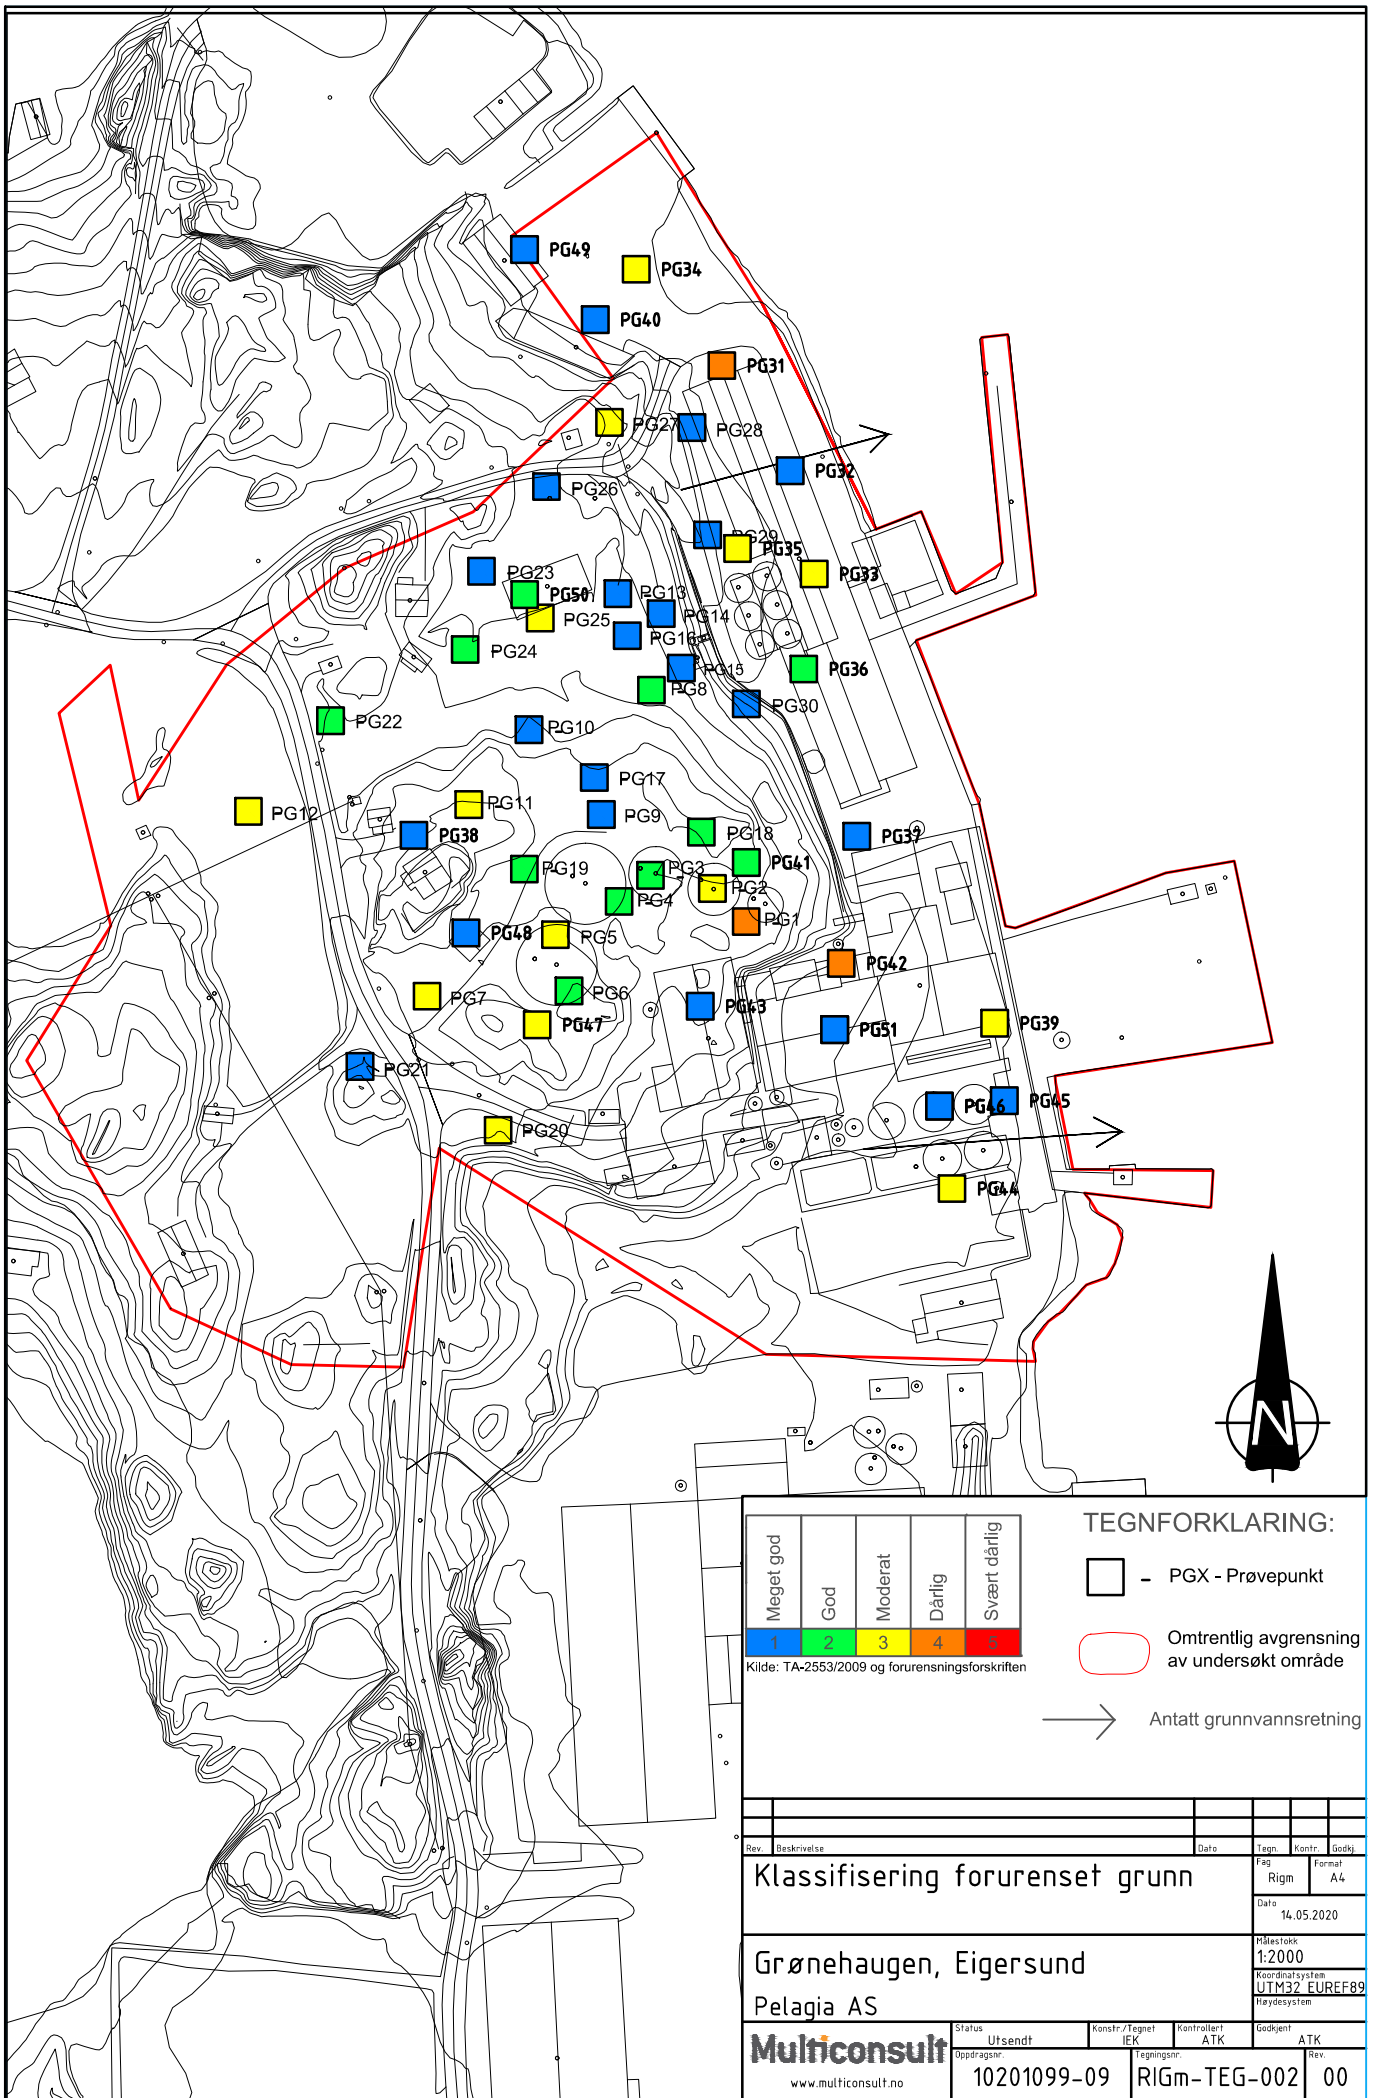 PG49
PG34
PG40
PG31
PG27
PG28
PG32
PG26
PG29
PG35
PG33
PG23
PG50
PG13
PG25
PG14
PG16
PG24
PG15
PG36
PG8
PG30
PG22
PG10
PG17
PG11
PG12
PG9
PG38
PG18
PG37
PG41
PG19
PG3
PG2
PG4
PG1
PG48
PG5
PG42
PG6
PG7
PG43
PG47
PG51
PG39
PG21
PG46
PG45
PG20
PG44
N
TEGNFORKLARING:
Meget god
God
Moderat
Dårlig
Svært dårlig
1 2 3 4 5
Kilde: TA-2553/2009 og forurensningsforskriften
- PGX - Prøvepunkt
Omtrentlig avgrensning
av undersøkt område
Antatt grunnvannsretning
Rev. Beskrivelse Dato Tegn. Kontr. Godkj.
Klassifisering forurenset grunn
Fag
Rigm
Format
A4
Dato
14.05.2020
Grønehaugen, Eigersund
Pelagia AS
Målestokk
1:2000
Koordinatsystem
UTM32 EUREF89
Høydesystem
Multiconsult
www.multiconsult.no
Status
Utsendt
Konstr./Tegnet
IEK
Kontrollert
ATK
Godkjent
ATK
Oppdragsnr.
10201099-09
Tegningsnr.
RIGm-TEG-002
Rev.
00